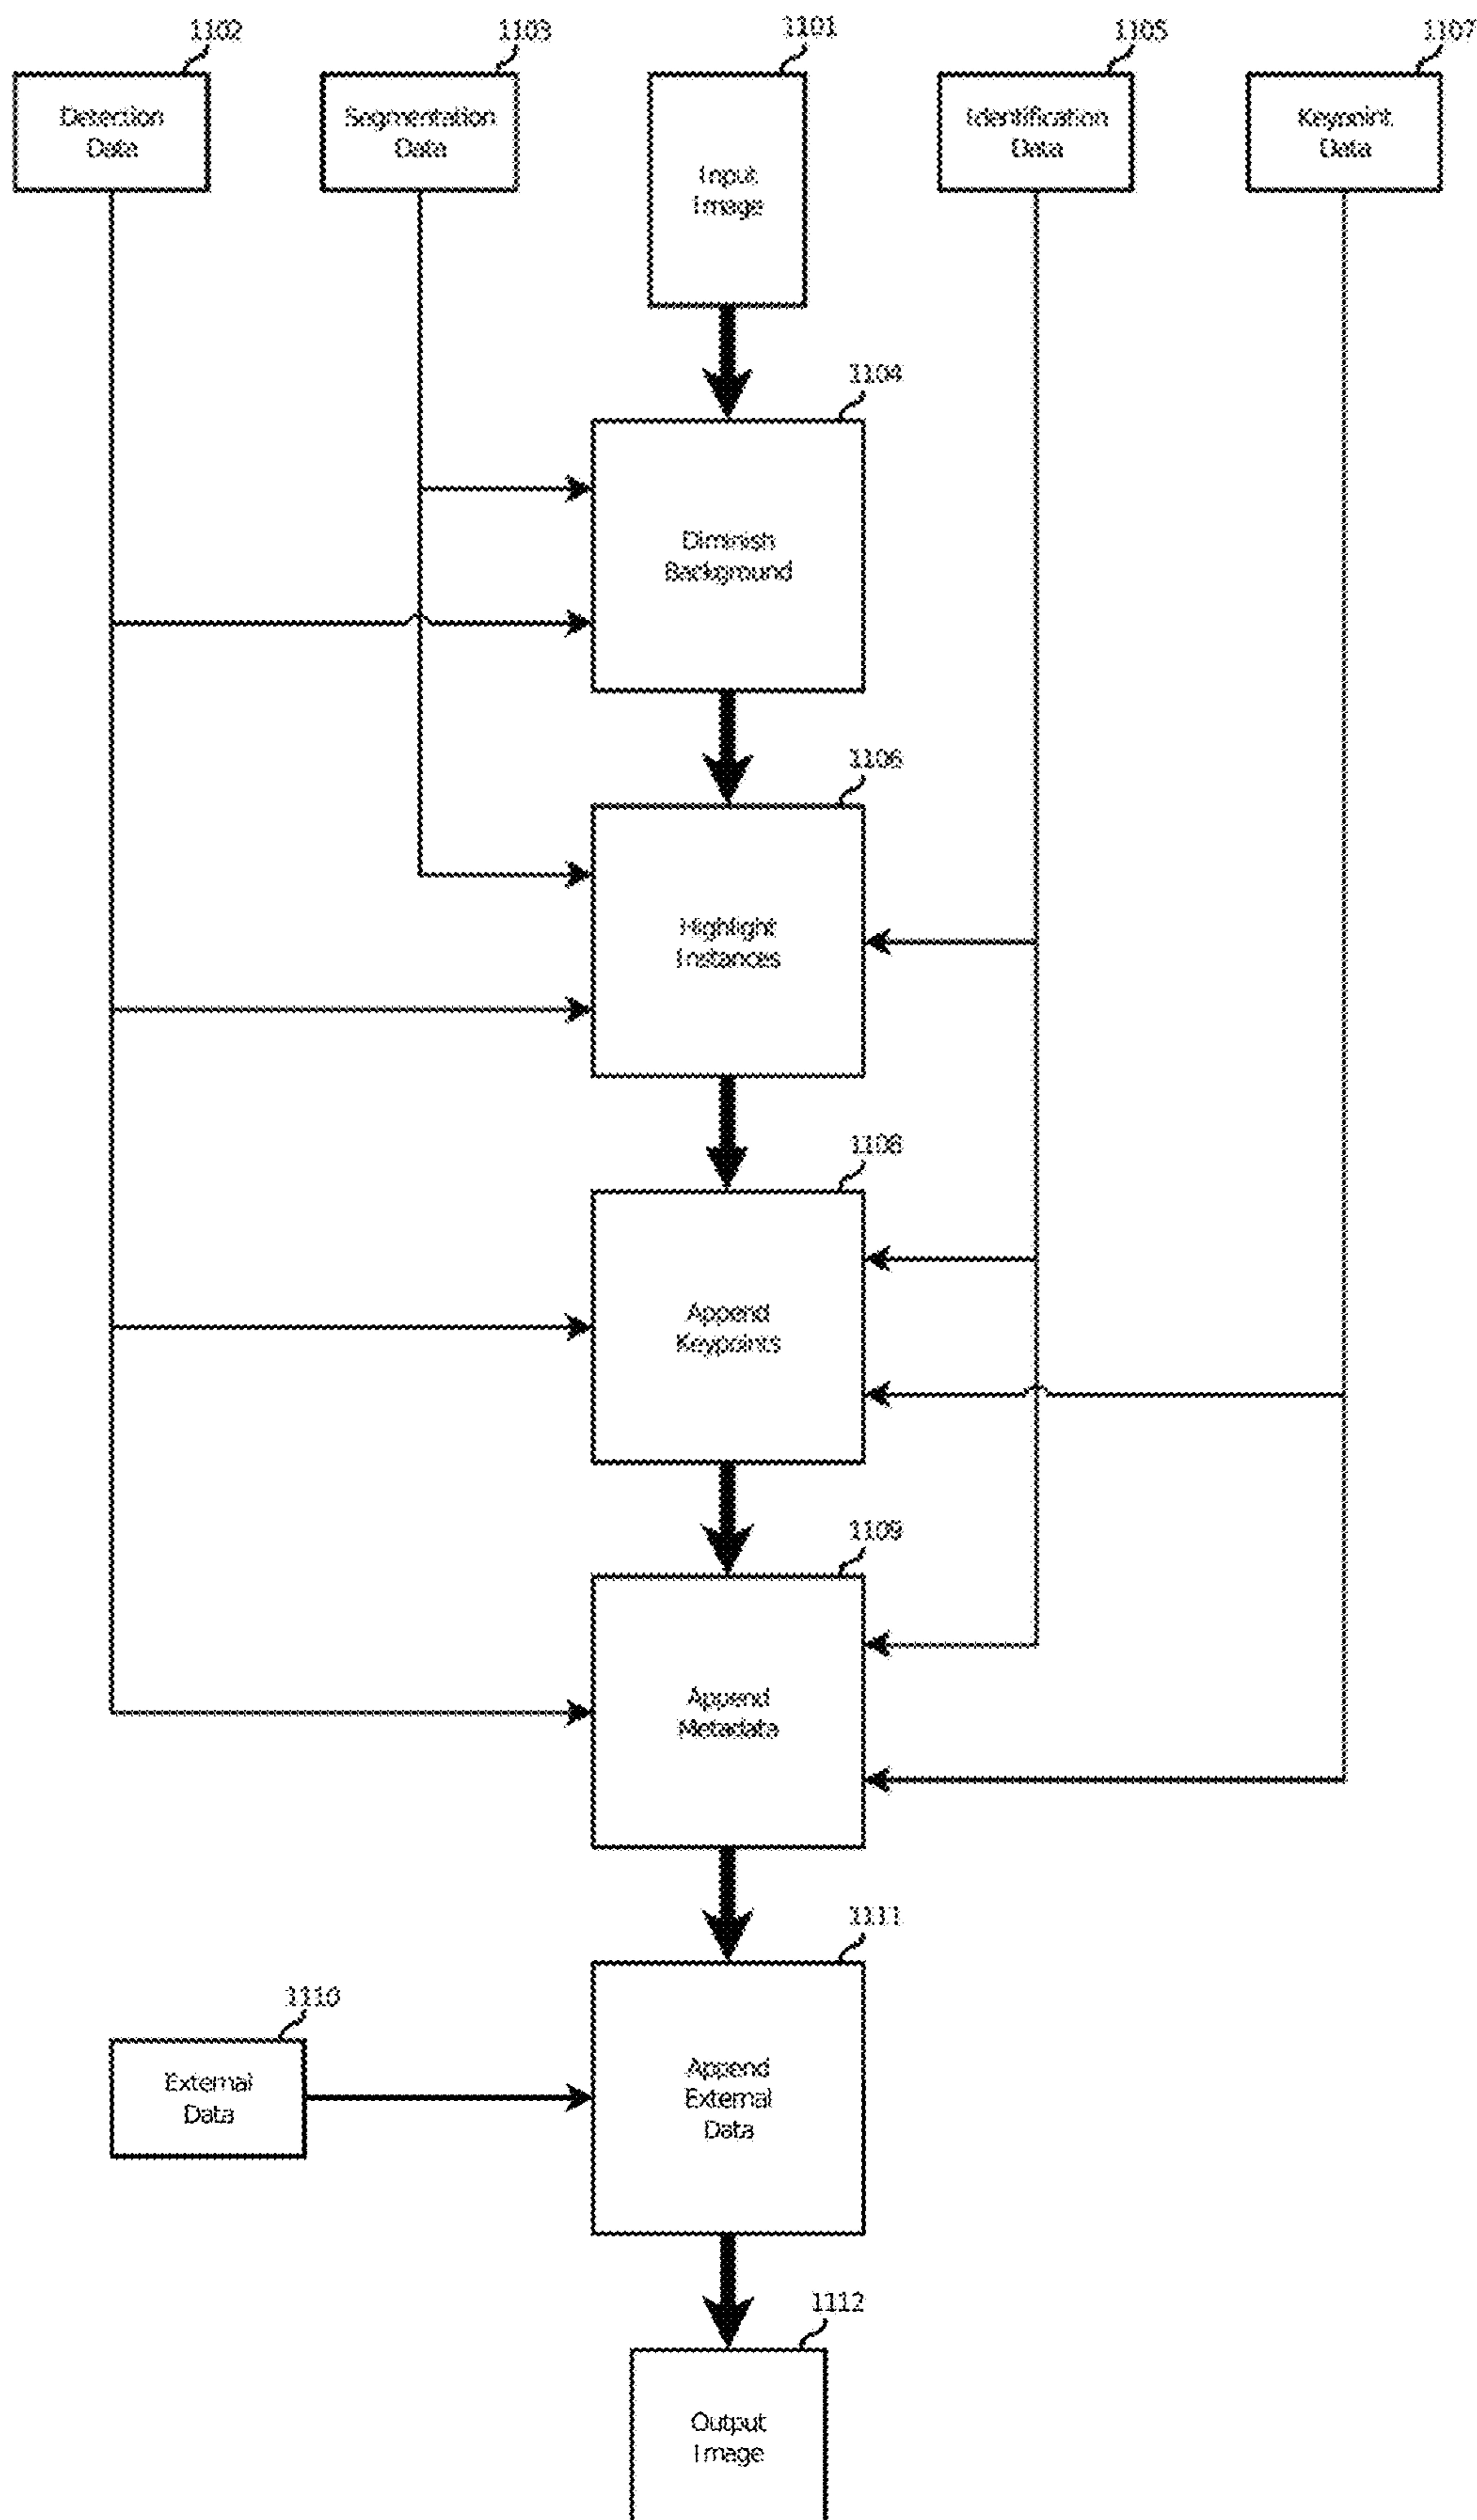 1102
1103
1101
1105
1107
Detection
Data
Segmentation
Data
Input
Image
Identification
Data
Keypoint
Data
1104
Diminish
Background
1106
Highlight
Instances
1108
Append
Keypoints
1109
Append
Metadata
1111
1110
External
Data
Append
External
Data
1112
Output
Image